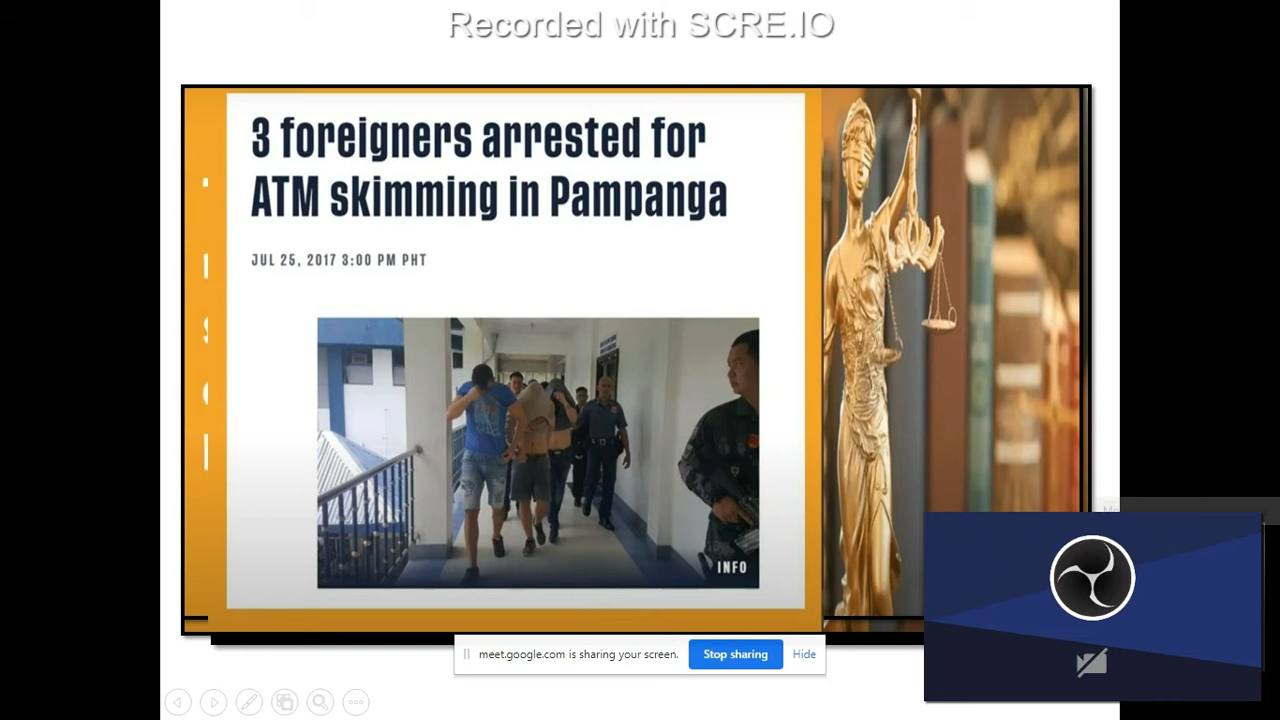 Recorded with SCRE.IO
3 foreigners arrested for
ATM skimming in Pampanga
JUL 25, 2017 3:00 PM PHT
INFO
meet.google.com is sharing your screen.
Stop sharing
Hide